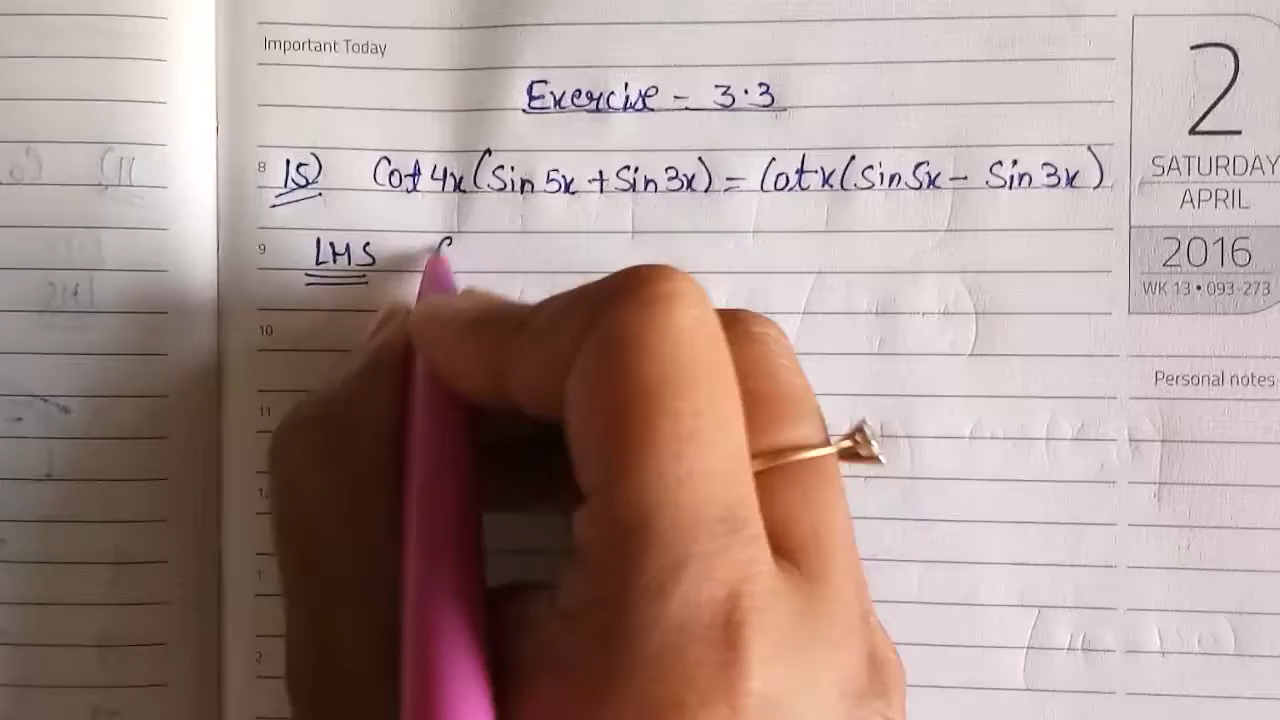 Important Today
Exercise - 3.3
8 15) Cot 4x (Sin 5x + Sin 3x) = Cot x (Sin 5x - Sin 3x)
9 LHS
10
11
2
SATURDAY
APRIL
2016
WK 13 • 093-273
Personal notes